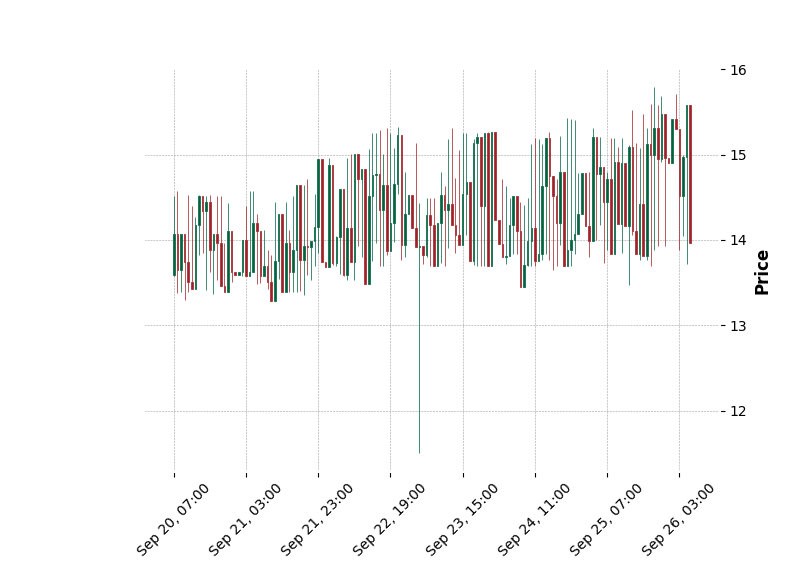 16
15
14
13
12
Price
Sep 20, 07:00
Sep 21, 03:00
Sep 21, 23:00
Sep 22, 19:00
Sep 23, 15:00
Sep 24, 11:00
Sep 25, 07:00
Sep 26, 03:00